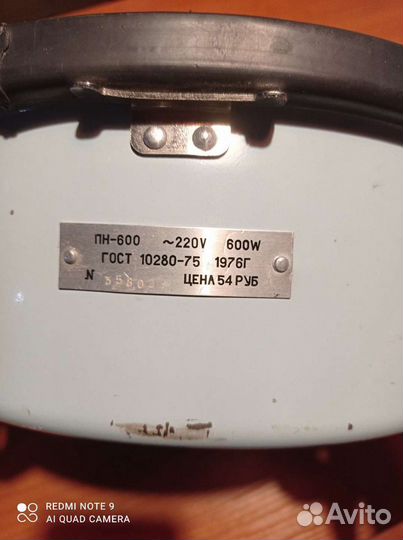 ПН-600 ~220V 600W
ГОСТ 10280-75 1976Г
N ЦЕНА 54 РУБ
REDMI NOTE 9
AI QUAD CAMERA
Avito